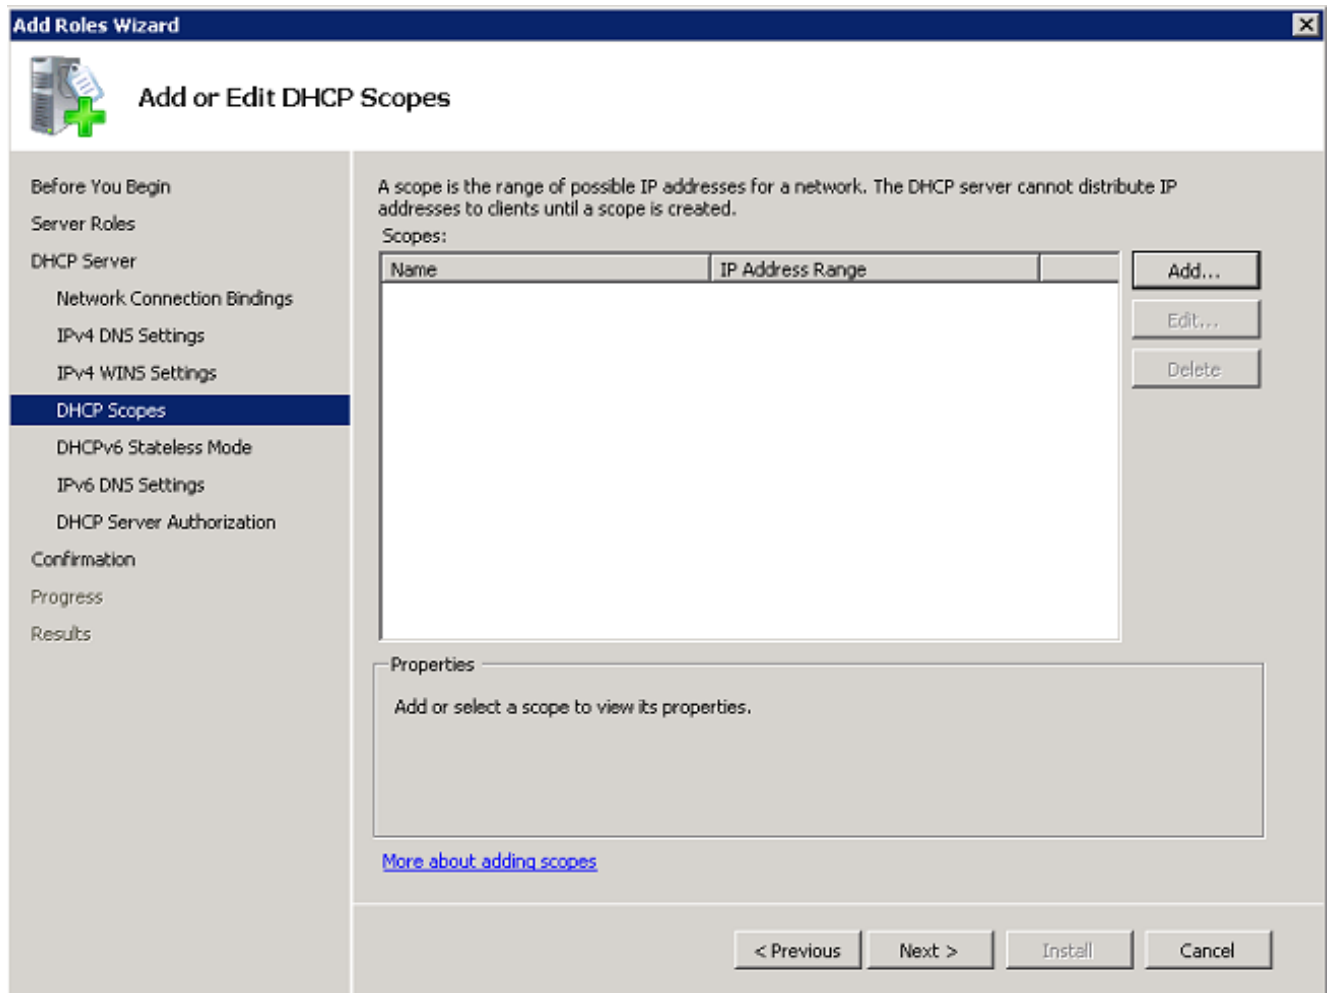 Add Roles Wizard
Add or Edit DHCP Scopes
Before You Begin
Server Roles
DHCP Server
Network Connection Bindings
IPv4 DNS Settings
IPv4 WINS Settings
DHCP Scopes
DHCPv6 Stateless Mode
IPv6 DNS Settings
DHCP Server Authorization
Confirmation
Progress
Results
A scope is the range of possible IP addresses for a network. The DHCP server cannot distribute IP
addresses to clients until a scope is created.
Scopes:
Name IP Address Range
Add...
Edit...
Delete
Properties
Add or select a scope to view its properties.
More about adding scopes
< Previous Next > Install Cancel